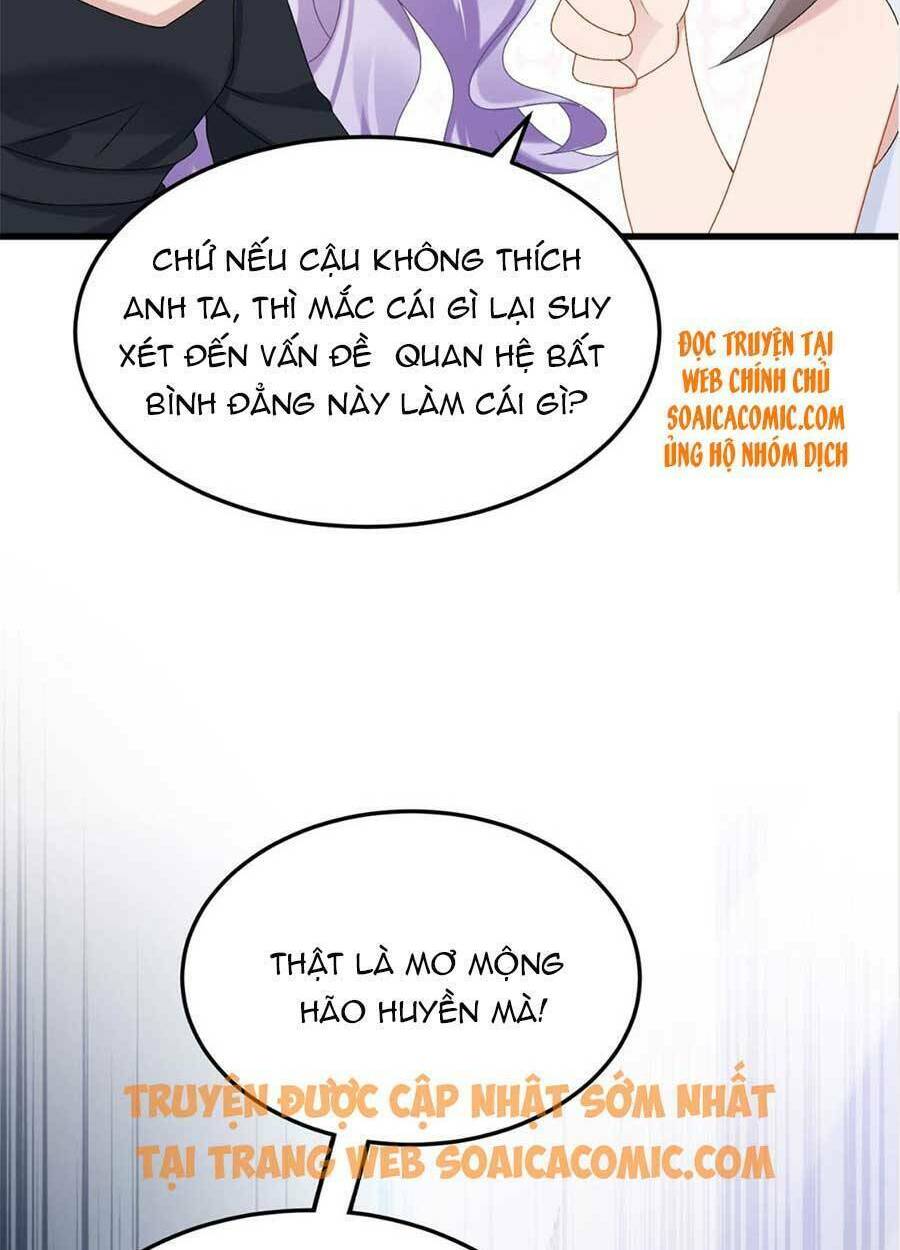 CHỨ NẾU CẬU KHÔNG THÍCH
ANH TA, THÌ MẮC CÁI GÌ LẠI SUY
XÉT ĐẾN VẤN ĐỀ QUAN HỆ BẤT
BÌNH ĐẲNG NÀY LÀM CÁI GÌ?
ĐỌC TRUYỆN TẠI
WEB CHÍNH CHỦ
SOAICACOMIC.COM
ỦNG HỘ NHÓM DỊCH
THẬT LÀ MƠ MỘNG
HÃO HUYỀN MÀ!
TRUYỆN ĐƯỢC CẬP NHẬT SỚM NHẤT
TẠI TRANG WEB SOAICACOMIC.COM